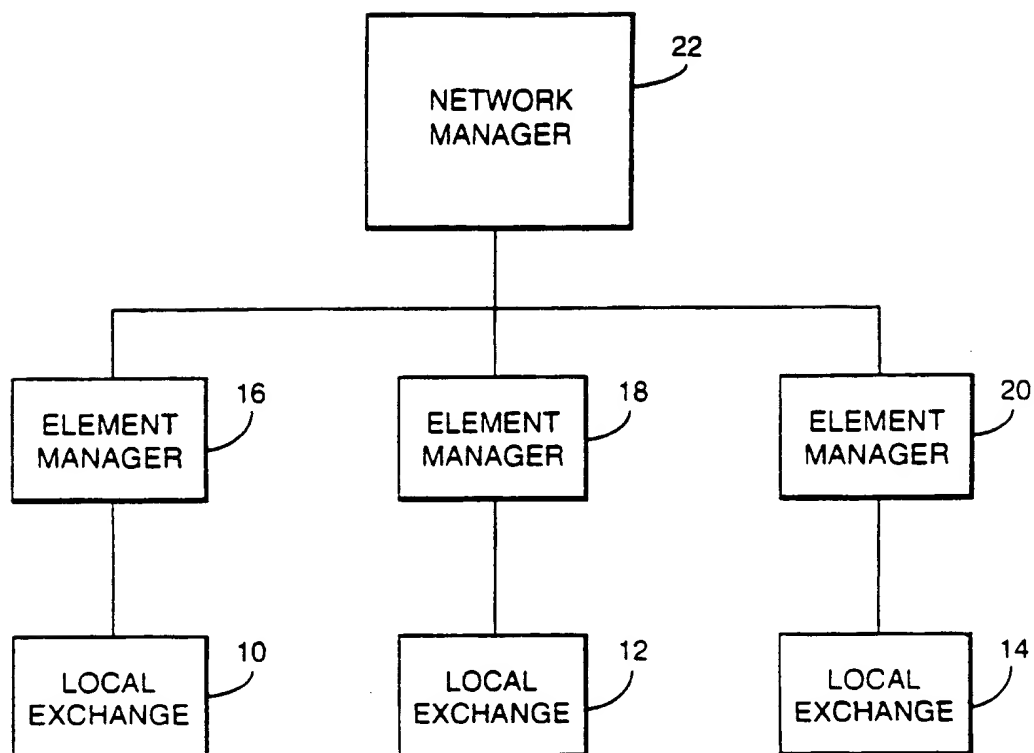 22
NETWORK
MANAGER
16
ELEMENT
MANAGER
18
ELEMENT
MANAGER
20
ELEMENT
MANAGER
10
LOCAL
EXCHANGE
12
LOCAL
EXCHANGE
14
LOCAL
EXCHANGE